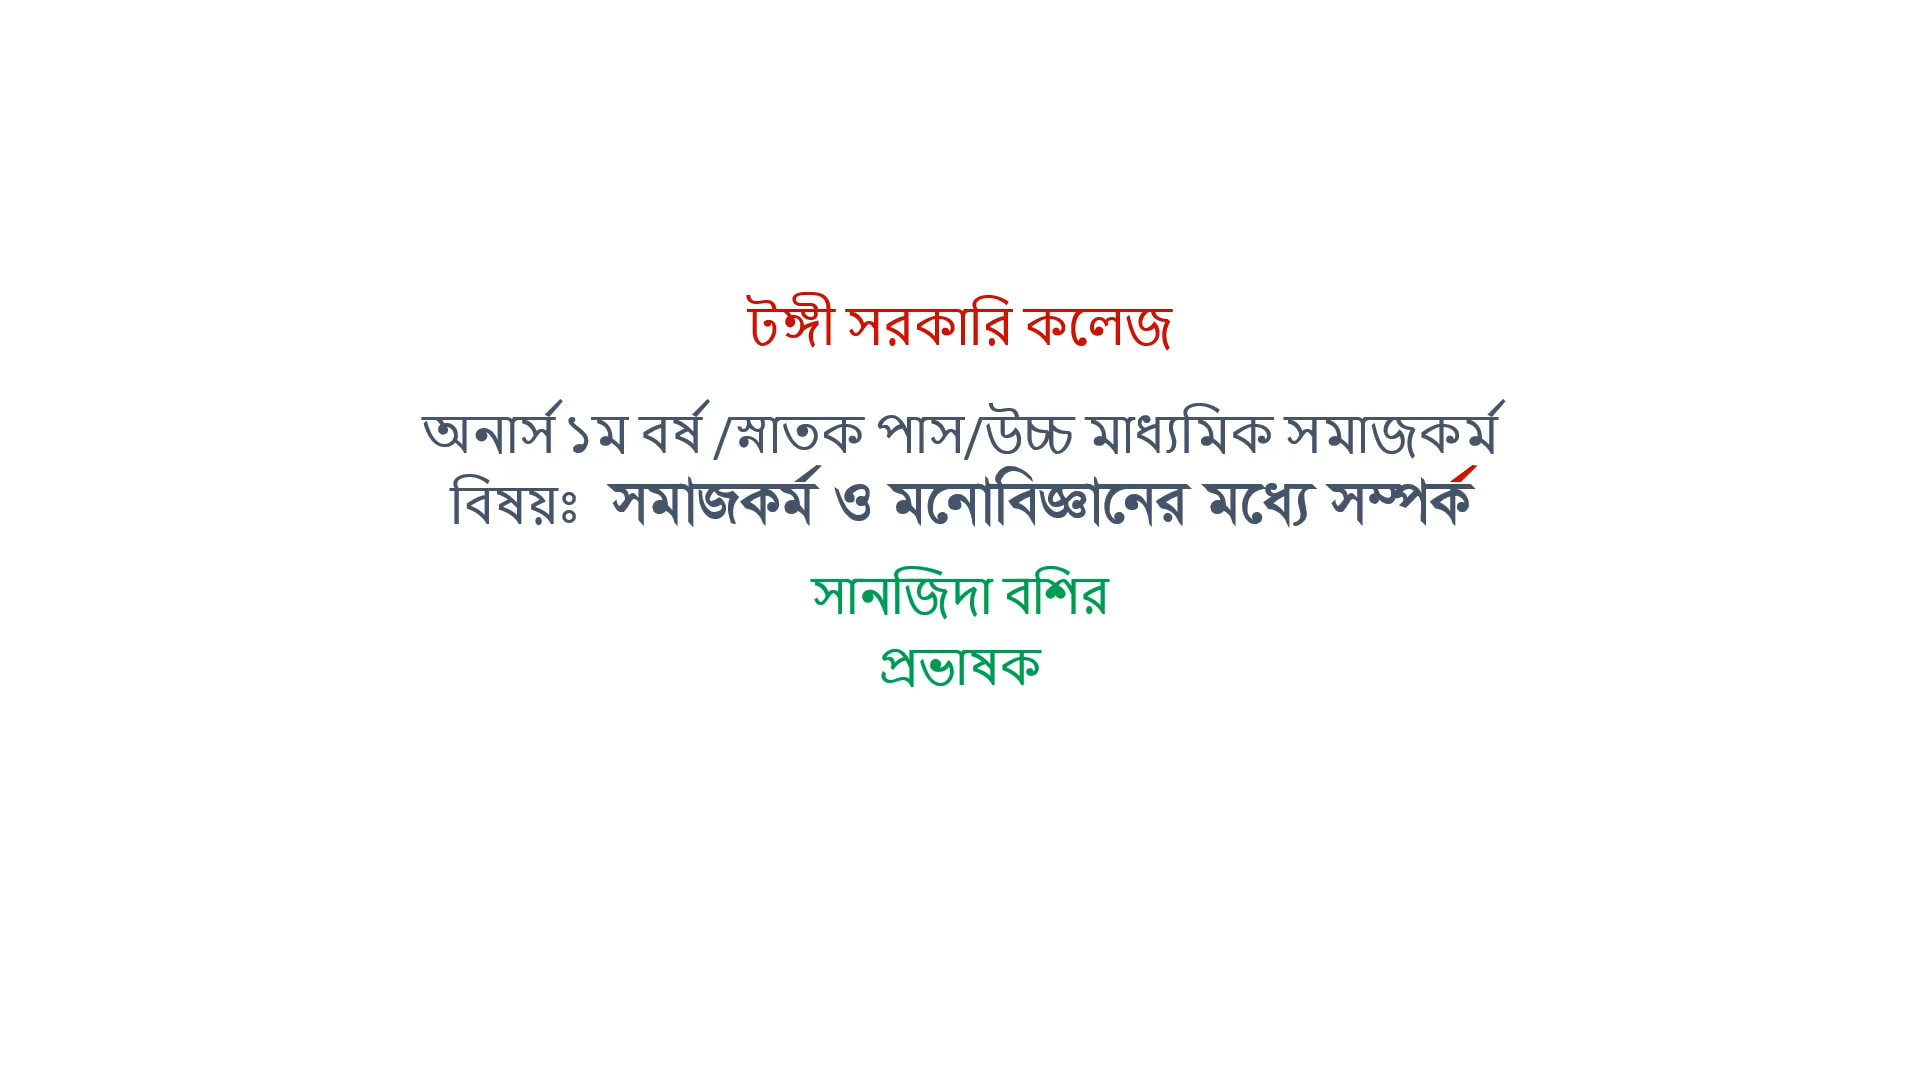 টঙ্গী সরকারি কলেজ
অনার্স ১ম বর্ষ /স্নাতক পাস/উচ্চ মাধ্যমিক সমাজকর্ম
বিষয়ঃ সমাজকর্ম ও মনোবিজ্ঞানের মধ্যে সম্পর্ক
সানজিদা বশির
প্রভাষক